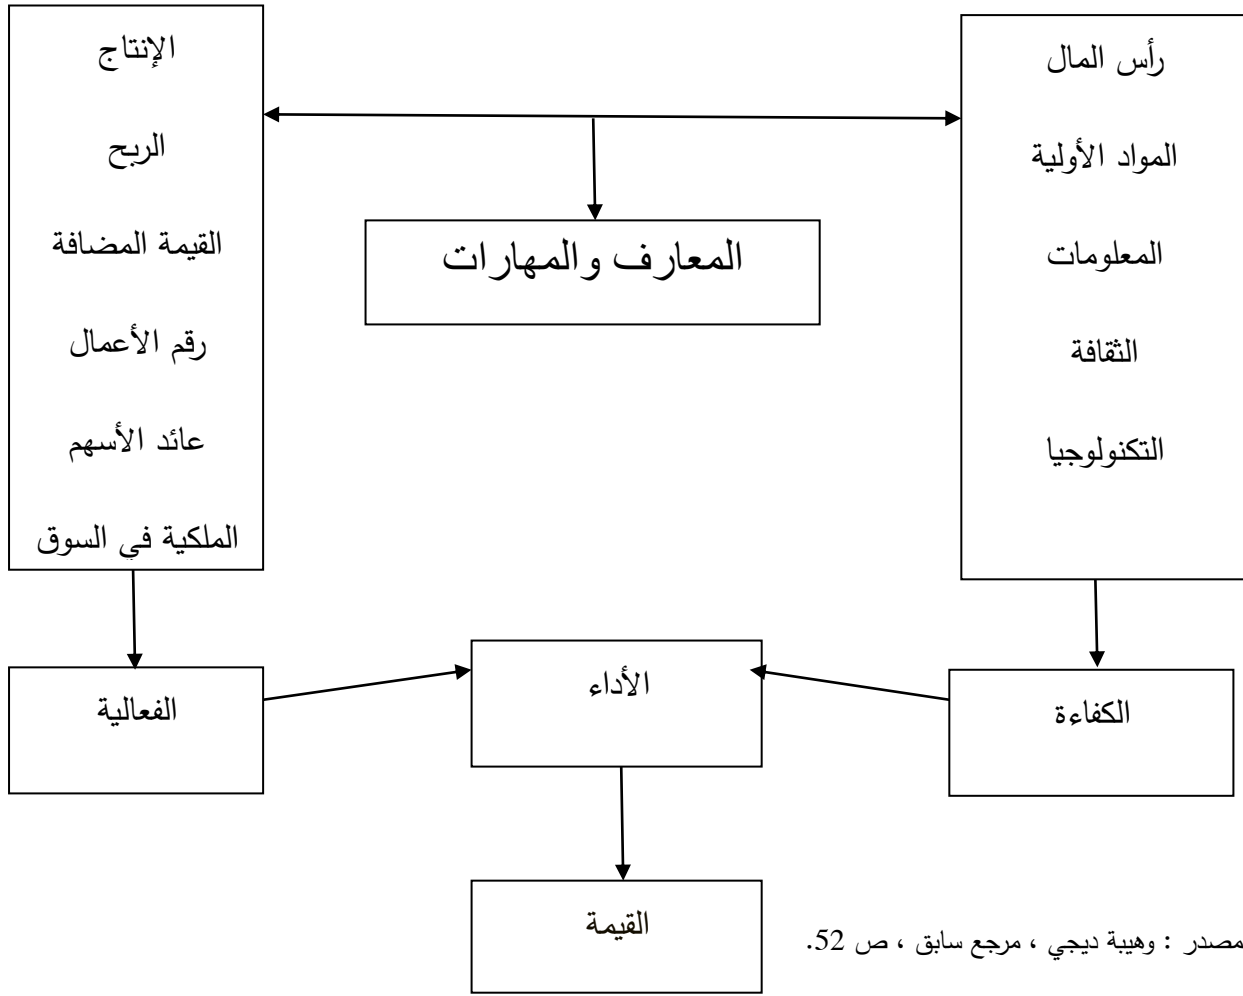 رأس المال
المواد الأولية
المعلومات
الثقافة
التكنولوجيا
الإنتاج
الربح
القيمة المضافة
رقم الأعمال
عائد الأسهم
الملكية في السوق
المعارف والمهارات
الكفاءة
الأداء
الفعالية
القيمة
مصدر : وهيبة ديجي ، مرجع سابق ، ص 52.